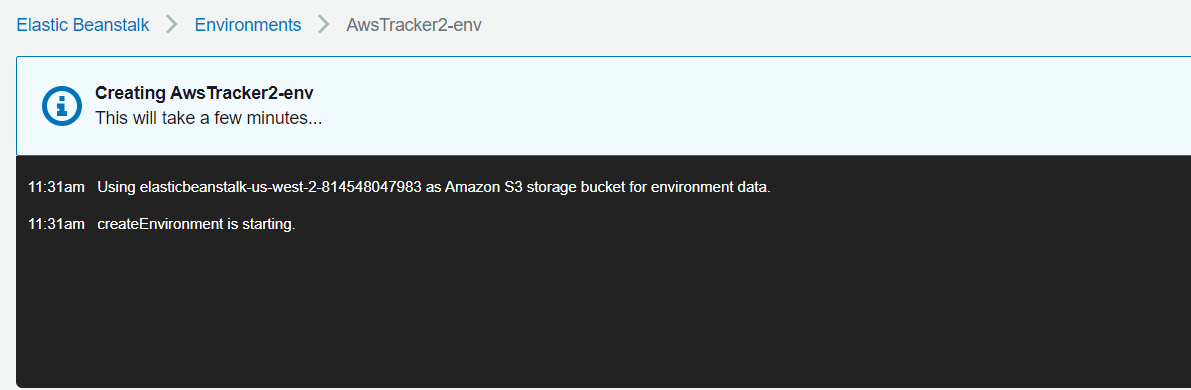 Elastic Beanstalk > Environments > AwsTracker2-env
Creating AwsTracker2-env
This will take a few minutes...
11:31am Using elasticbeanstalk-us-west-2-814548047983 as Amazon S3 storage bucket for environment data.
11:31am createEnvironment is starting.